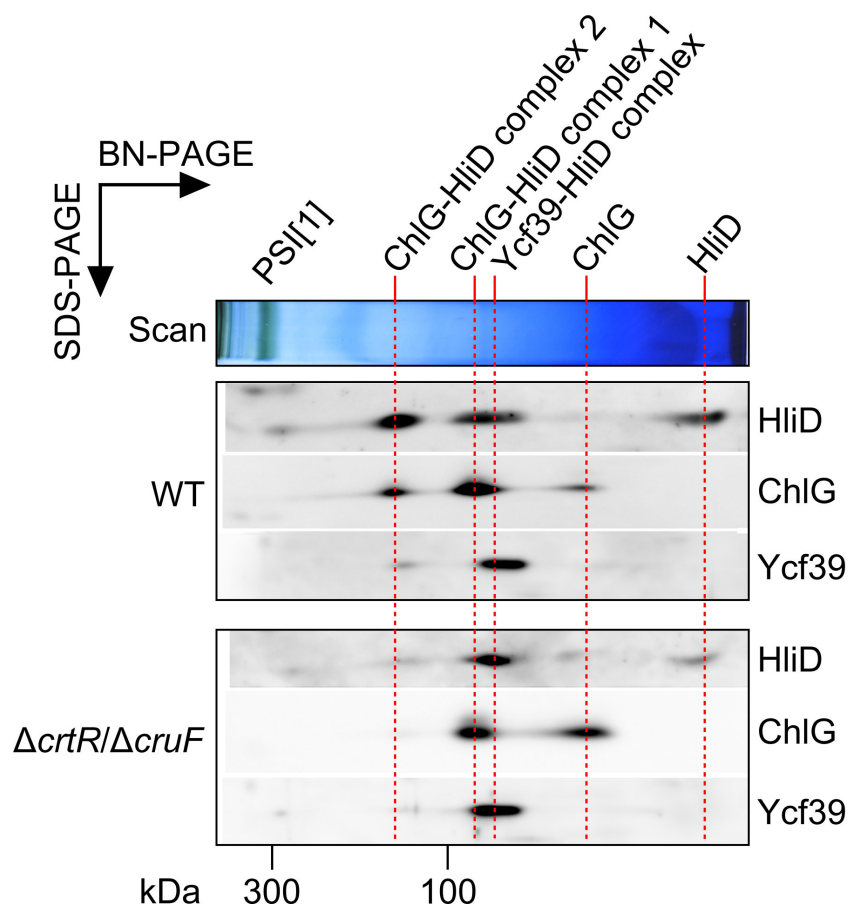 BN-PAGE
SDS-PAGE
PSI[1]
ChlG-HliD complex 2
ChlG-HliD complex 1
Ycf39-HliD complex
ChlG
HliD
Scan
WT
HliD
ChlG
Ycf39
ΔcrtR/ΔcruF
HliD
ChlG
Ycf39
kDa 300 100